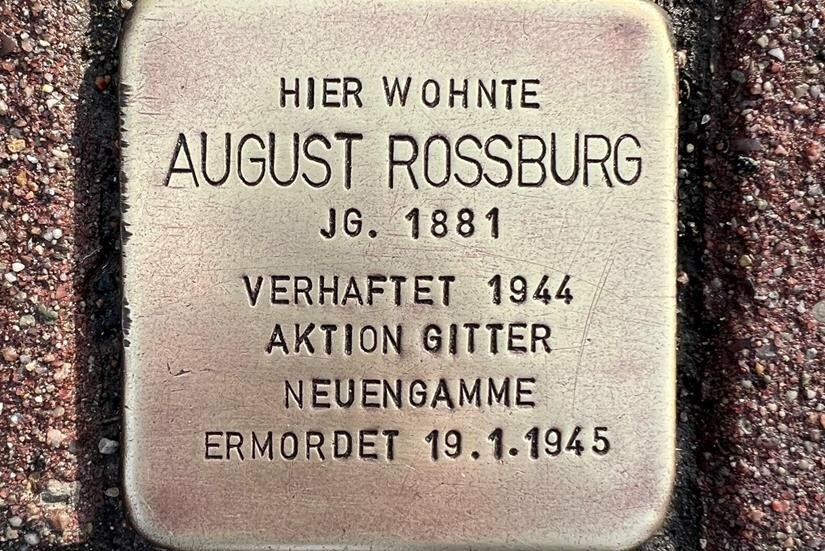 HIER WOHNTE
AUGUST ROSSBURG
JG. 1881
VERHAFTET 1944
AKTION GITTER
NEUENGAMME
ERMORDET 19.1.1945